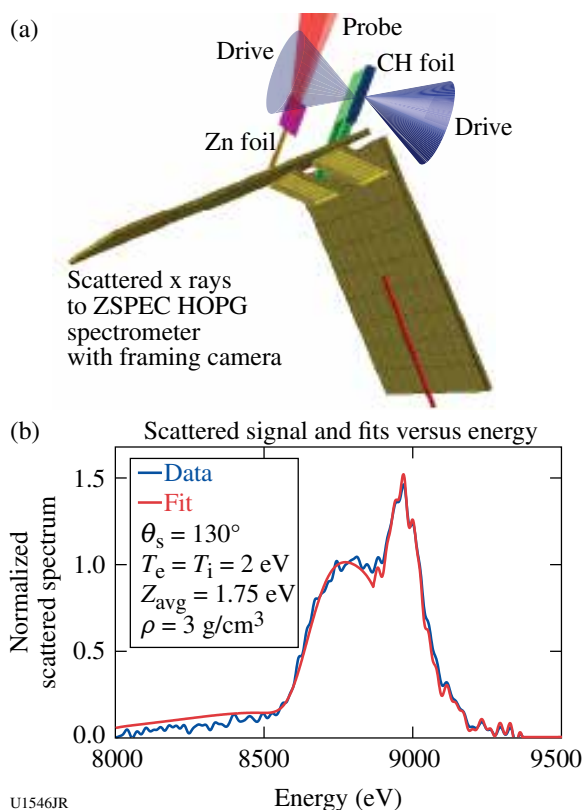 (a)
Probe
Drive
CH foil
Zn foil
Drive
Scattered x rays
to ZSPEC HOPG
spectrometer
with framing camera
(b)
Scattered signal and fits versus energy
Normalized
scattered spectrum
1.5
1.0
0.5
0.0
Data
Fit
θs = 130°
Te = Ti = 2 eV
Zavg = 1.75 eV
ρ = 3 g/cm³
8000
8500
9000
9500
Energy (eV)
U1546JR